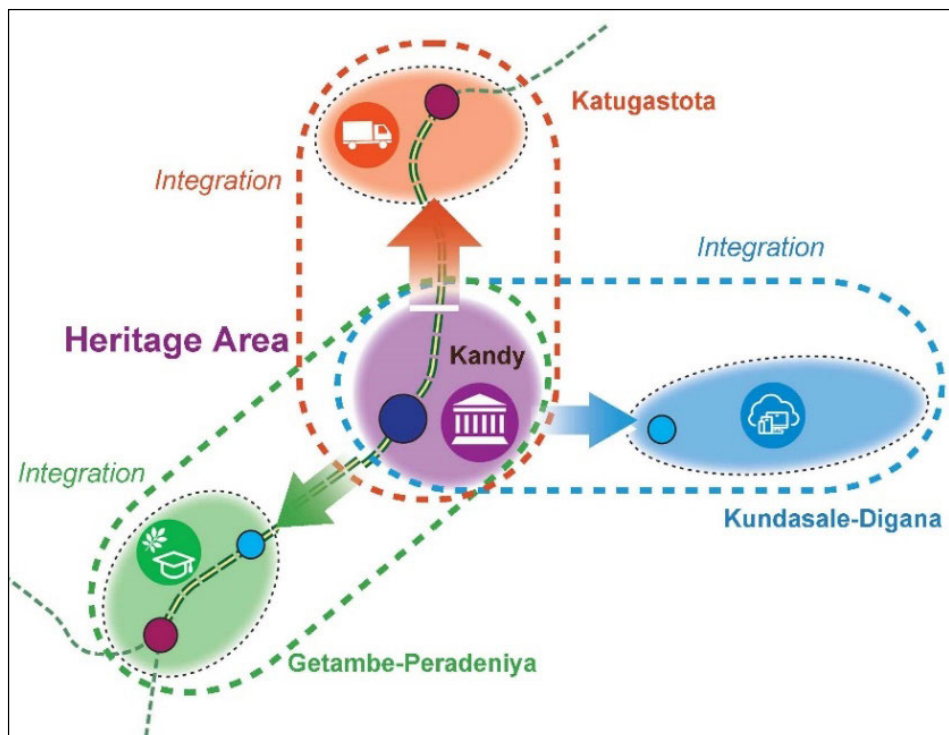 Katugastota
Integration
Integration
Heritage Area
Kandy
Integration
Kundasale-Digana
Getambe-Peradeniya